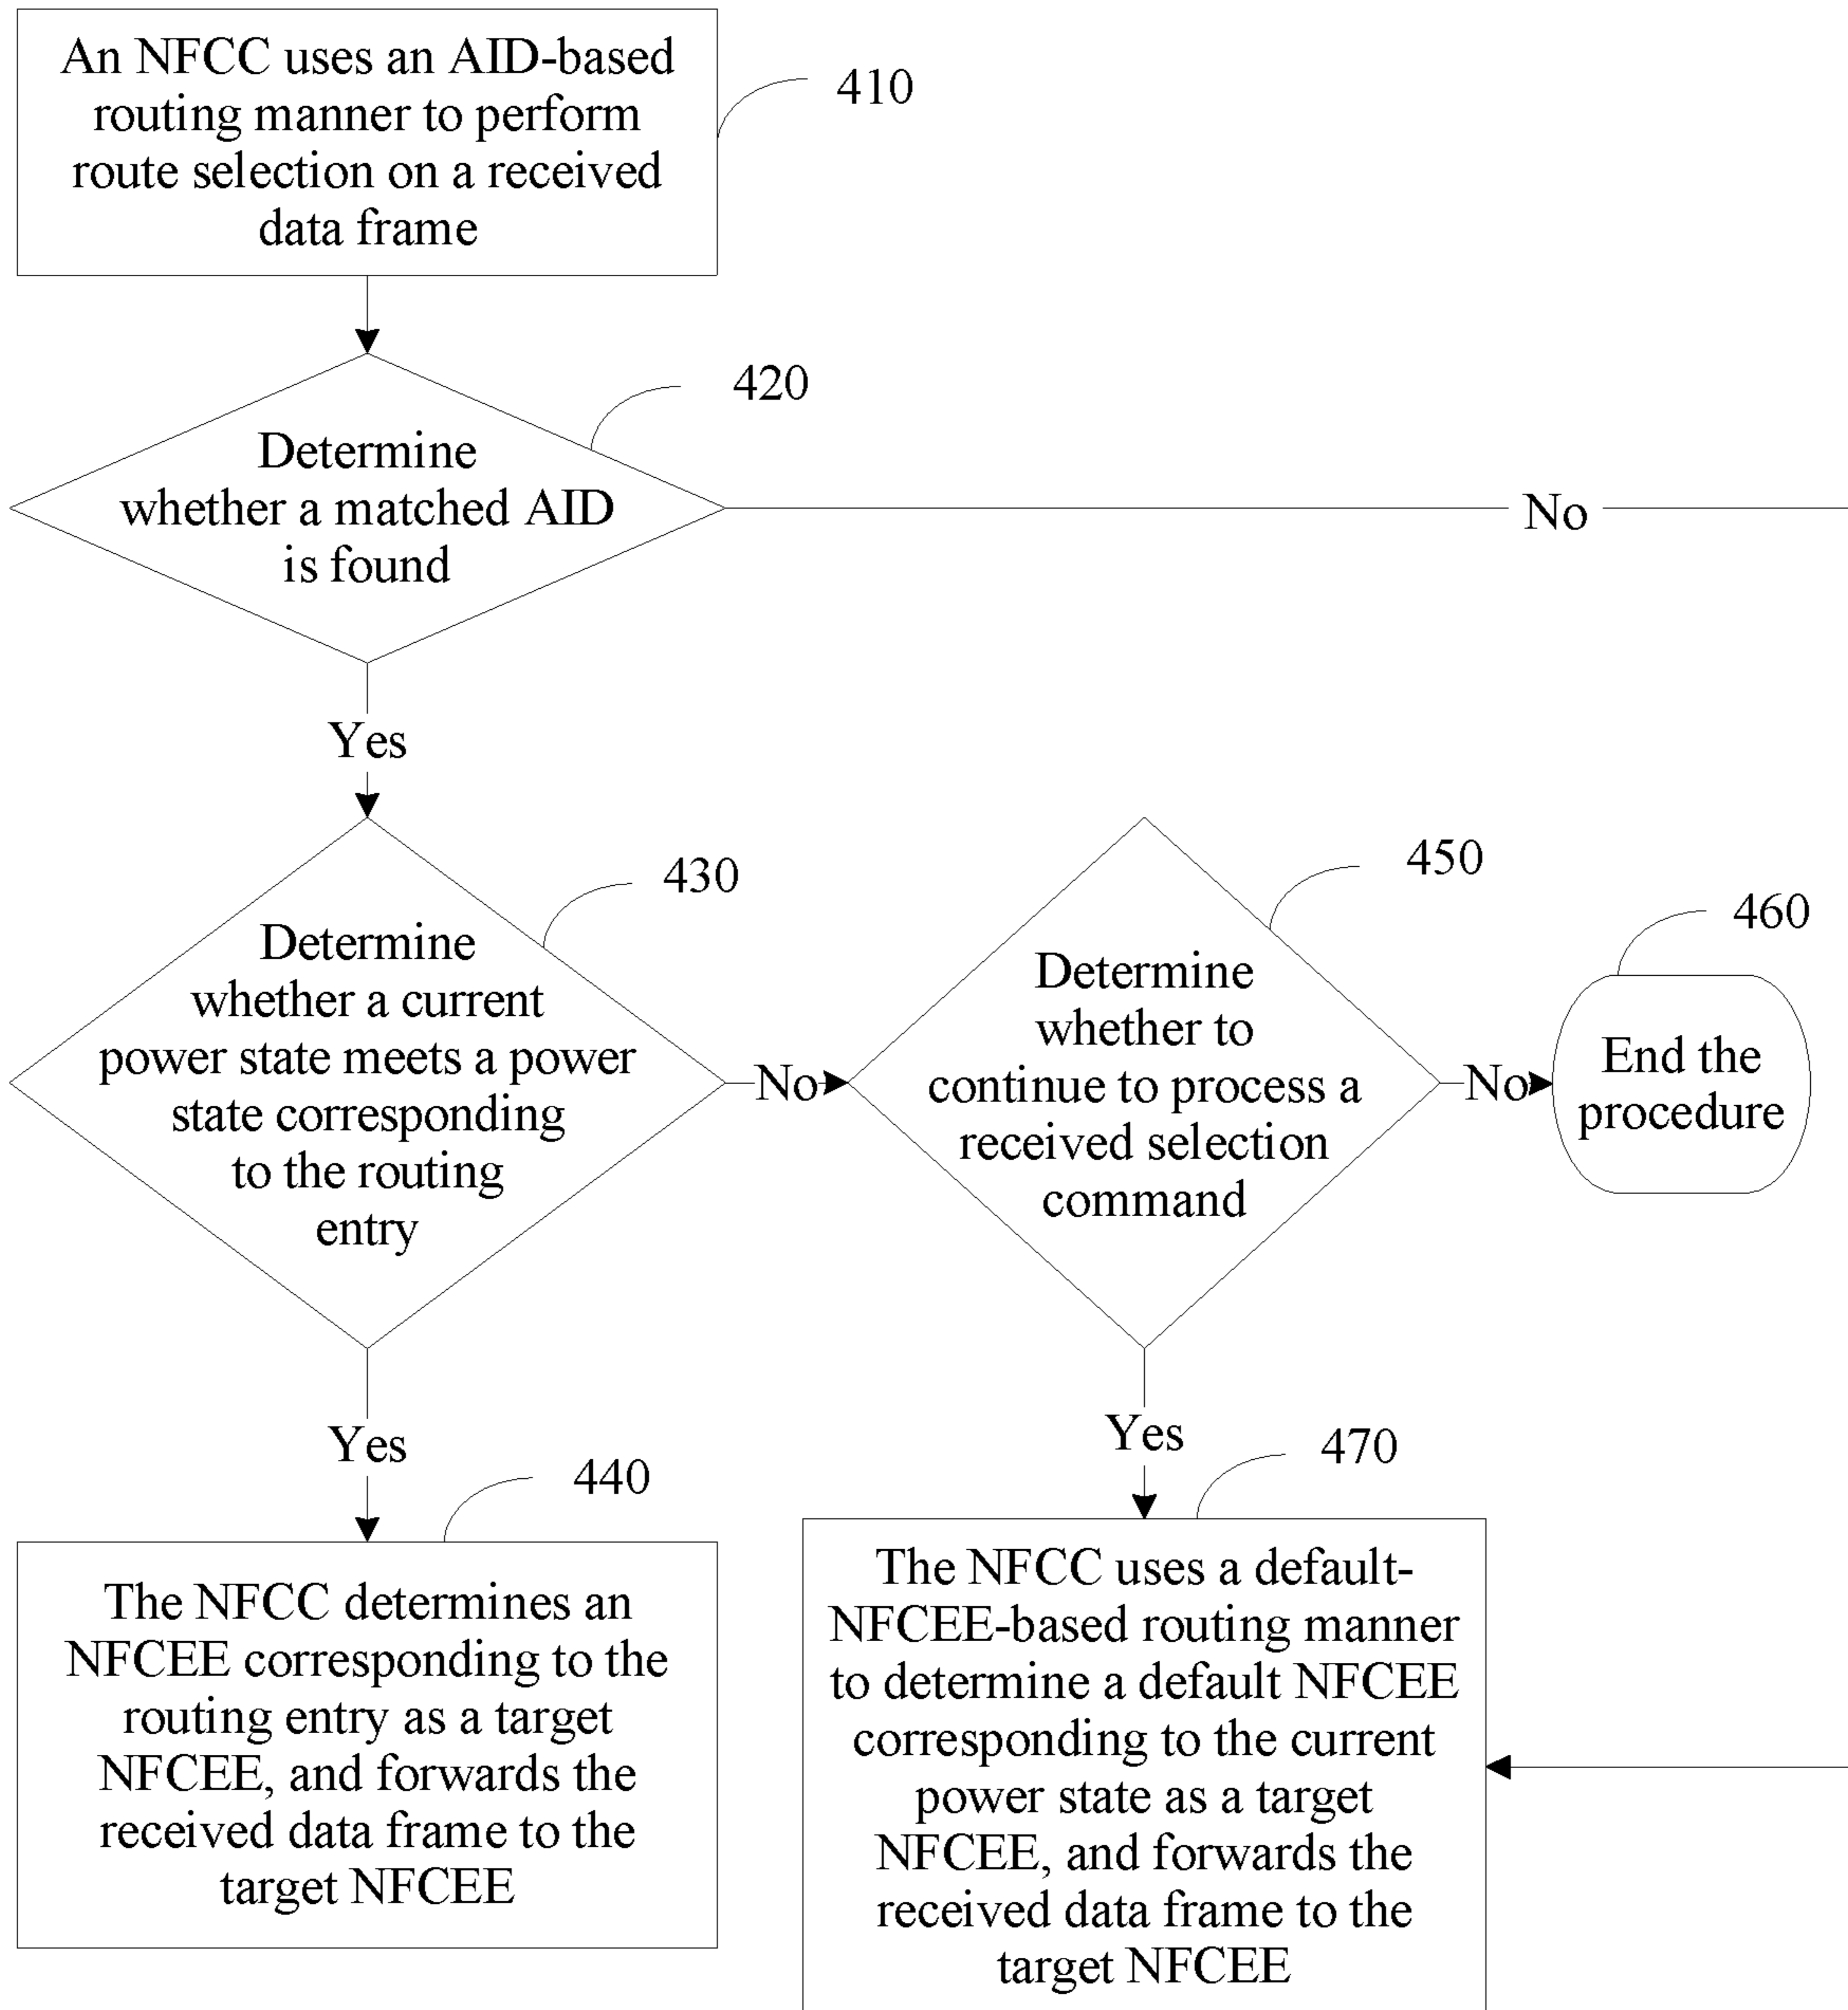 An NFCC uses an AID-based
routing manner to perform
route selection on a received
data frame
410
420
Determine
whether a matched AID
is found
No
Yes
430
Determine
whether a current
power state meets a power
state corresponding
to the routing
entry
No
450
Determine
whether to
continue to process a
received selection
command
No
460
End the
procedure
Yes
440
The NFCC determines an
NFCEE corresponding to the
routing entry as a target
NFCEE, and forwards the
received data frame to the
target NFCEE
Yes
470
The NFCC uses a default-
NFCEE-based routing manner
to determine a default NFCEE
corresponding to the current
power state as a target
NFCEE, and forwards the
received data frame to the
target NFCEE